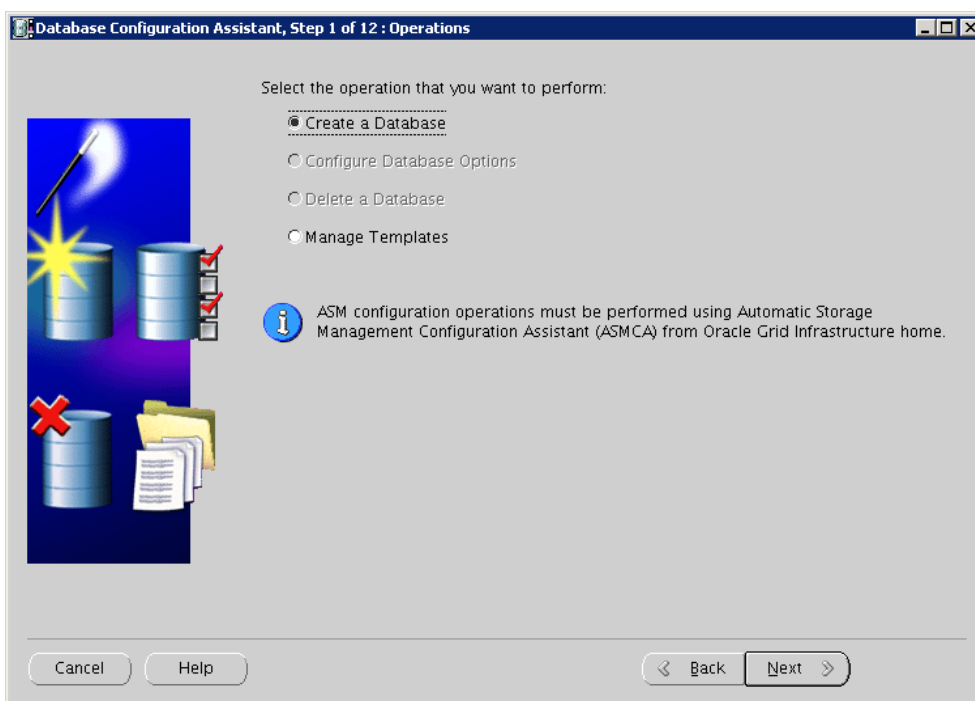 Database Configuration Assistant, Step 1 of 12 : Operations
Select the operation that you want to perform:
Create a Database
Configure Database Options
Delete a Database
Manage Templates
ASM configuration operations must be performed using Automatic Storage
Management Configuration Assistant (ASMCA) from Oracle Grid Infrastructure home.
Cancel
Help
Back
Next